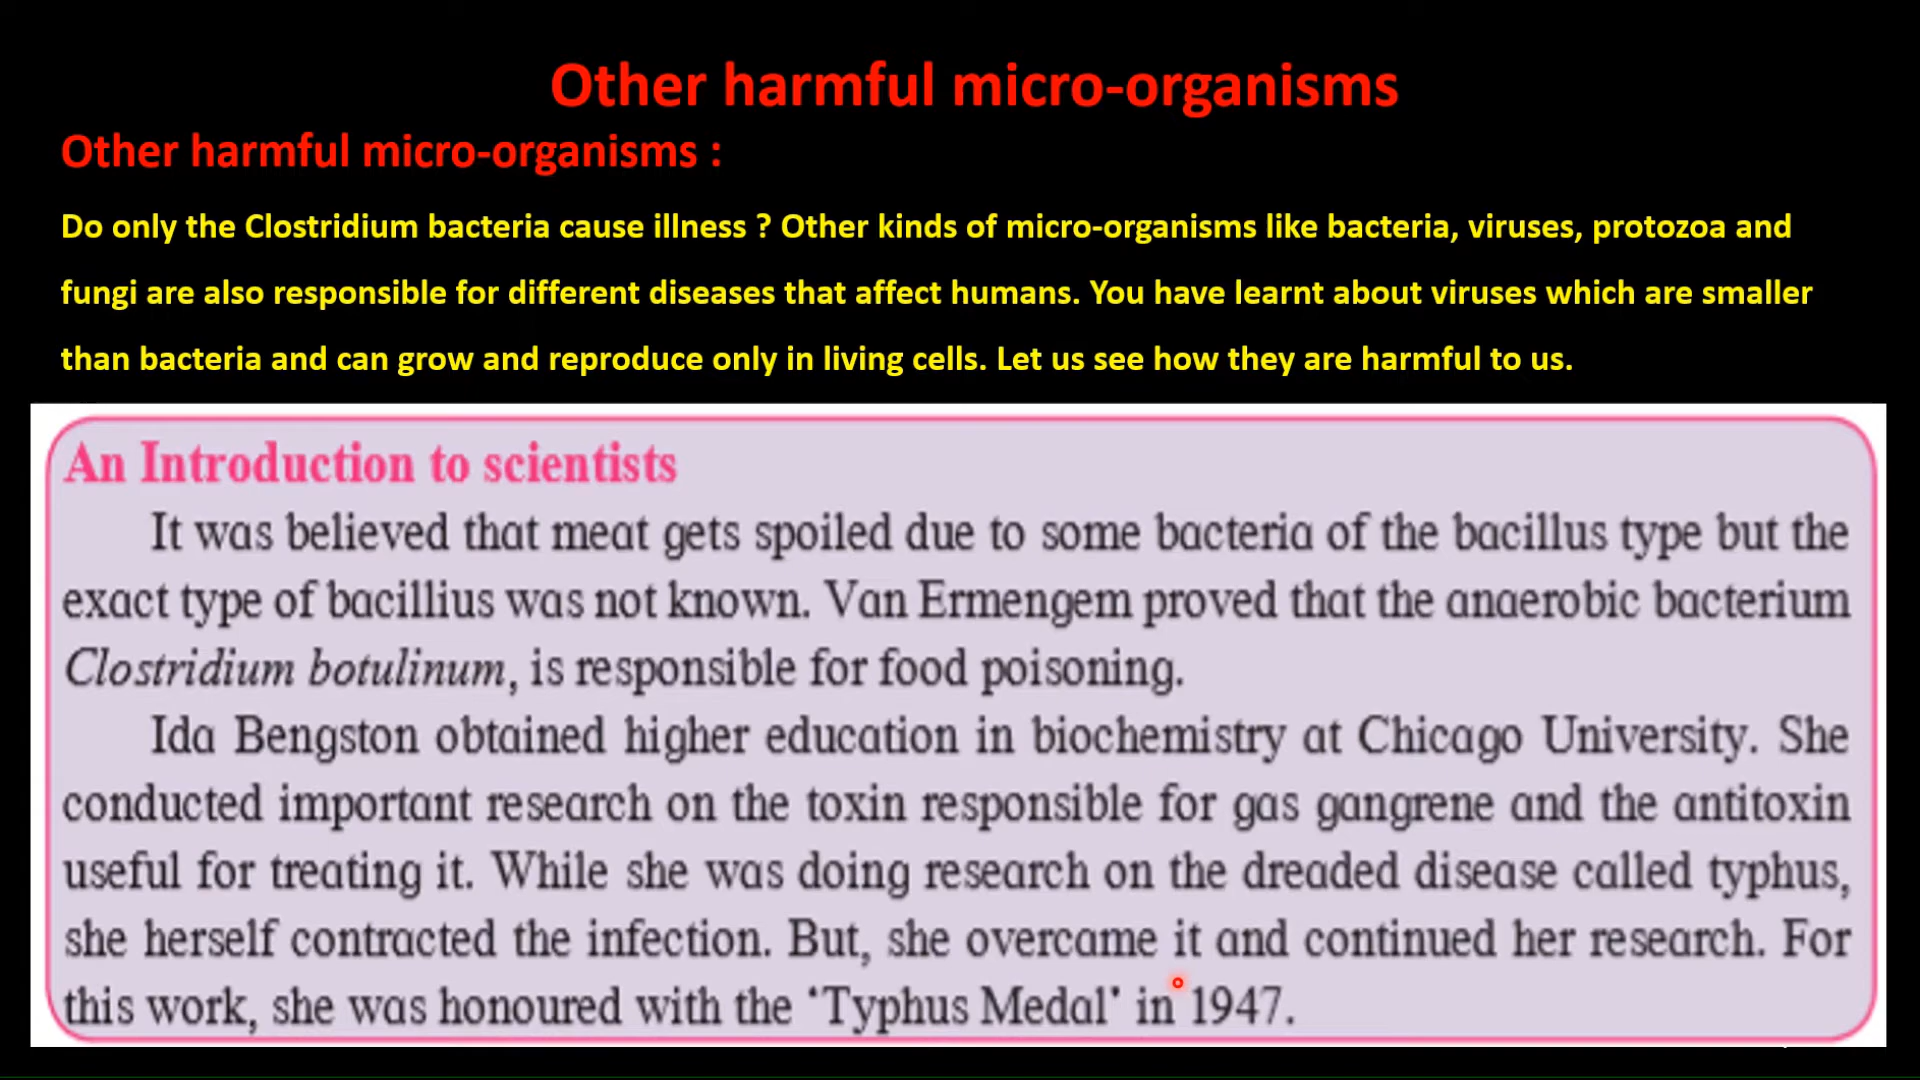 Other harmful micro-organisms
Other harmful micro-organisms :
Do only the Clostridium bacteria cause illness ? Other kinds of micro-organisms like bacteria, viruses, protozoa and
fungi are also responsible for different diseases that affect humans. You have learnt about viruses which are smaller
than bacteria and can grow and reproduce only in living cells. Let us see how they are harmful to us.
An Introduction to scientists
It was believed that meat gets spoiled due to some bacteria of the bacillus type but the
exact type of bacillius was not known. Van Ermengem proved that the anaerobic bacterium
Clostridium botulinum, is responsible for food poisoning.
Ida Bengston obtained higher education in biochemistry at Chicago University. She
conducted important research on the toxin responsible for gas gangrene and the antitoxin
useful for treating it. While she was doing research on the dreaded disease called typhus,
she herself contracted the infection. But, she overcame it and continued her research. For
this work, she was honoured with the ‘Typhus Medal’ in 1947.